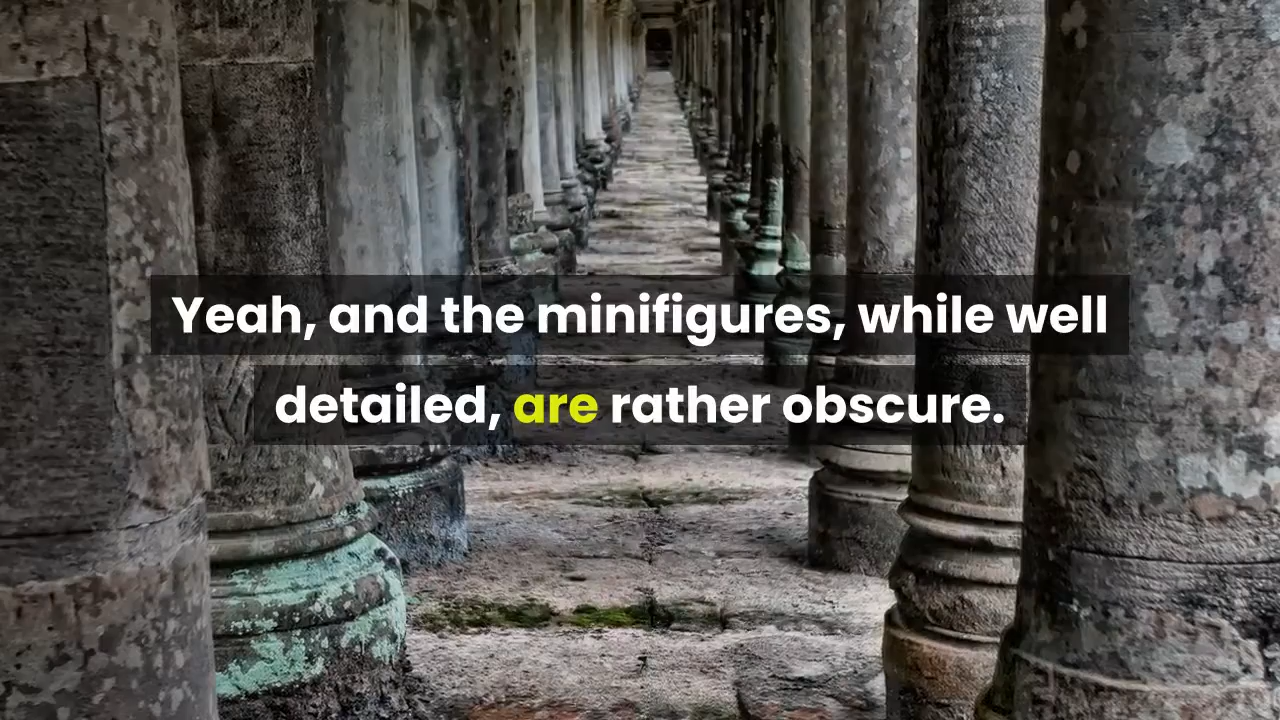 Yeah, and the minifigures, while well
detailed, are rather obscure.